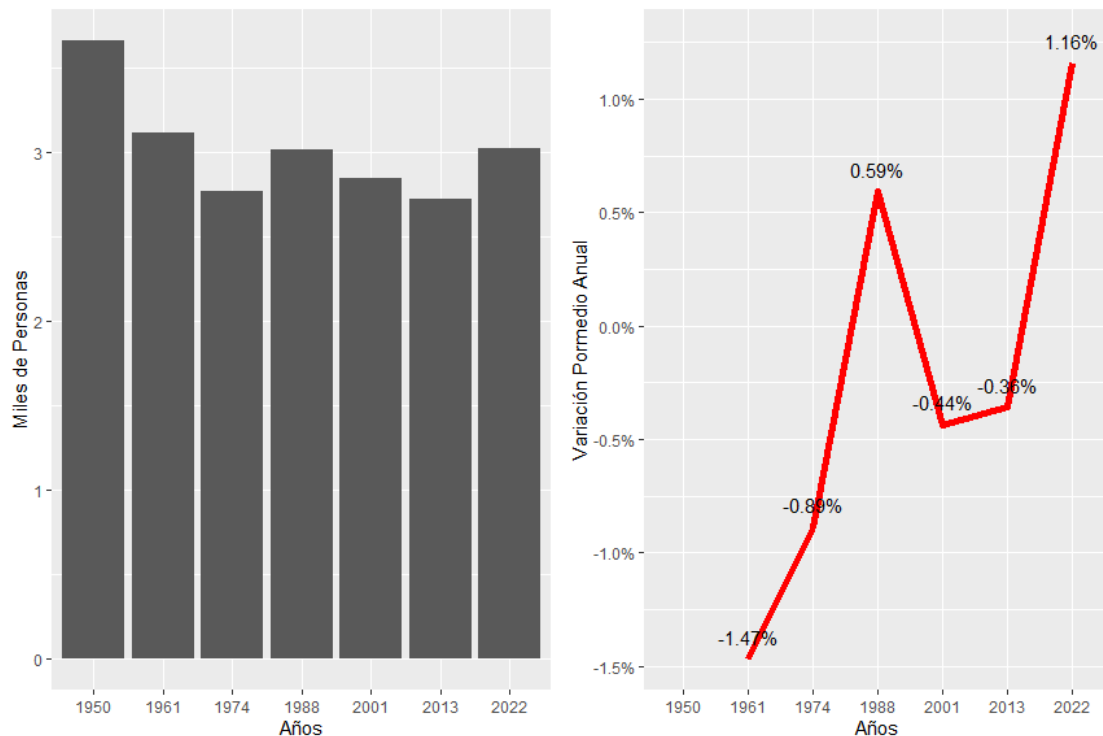 3
2
1
0
Miles de Personas
1950 1961 1974 1988 2001 2013 2022
Años
1.0%
0.5%
0.0%
-0.5%
-1.0%
-1.5%
Variación Pormedio Anual
-1.47%
-0.89%
0.59%
-0.44%
-0.36%
1.16%
1950 1961 1974 1988 2001 2013 2022
Años